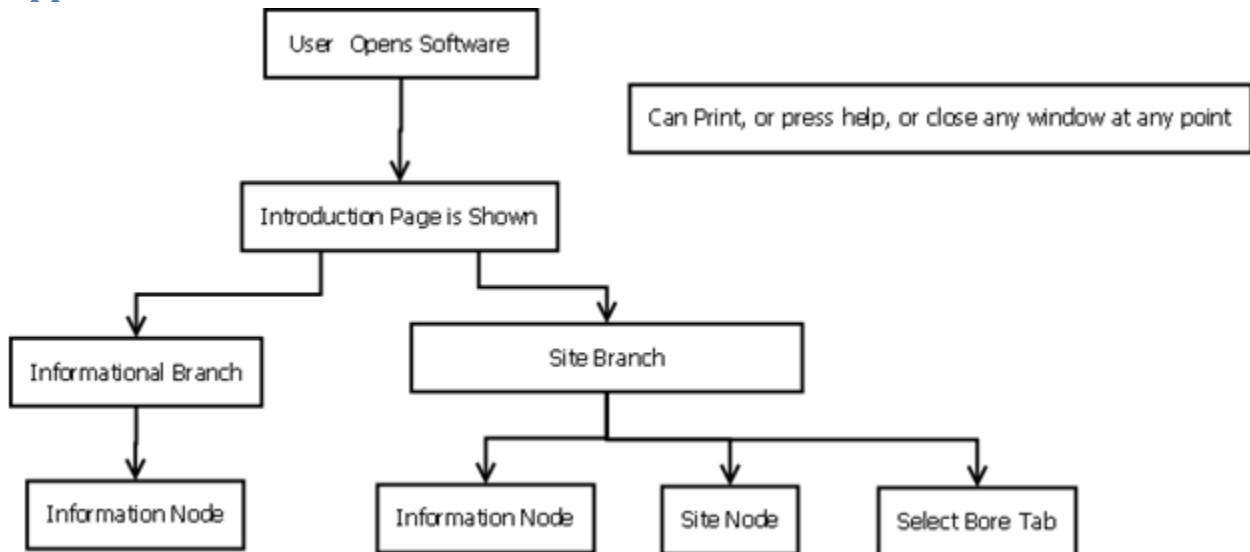 User Opens Software
Can Print, or press help, or close any window at any point
Introduction Page is Shown
Informational Branch
Site Branch
Information Node
Information Node
Site Node
Select Bore Tab